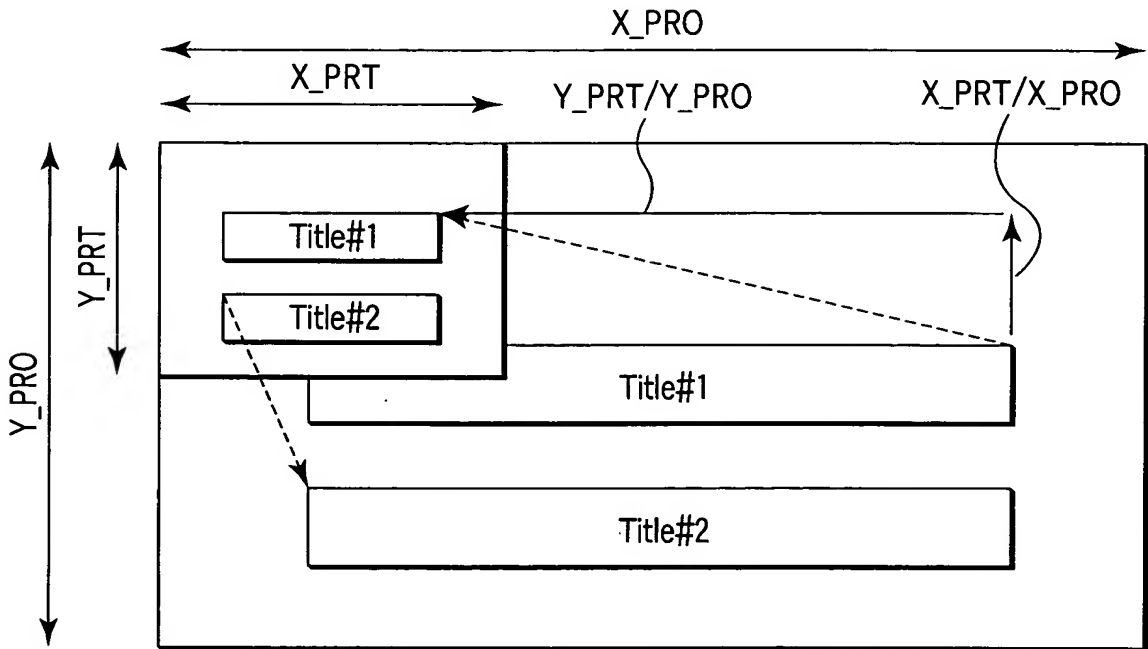 X_PRO
X_PRT
Y_PRT/Y_PRO
X_PRT/X_PRO
Y_PRT
Y_PRO
Title#1
Title#2
Title#1
Title#2